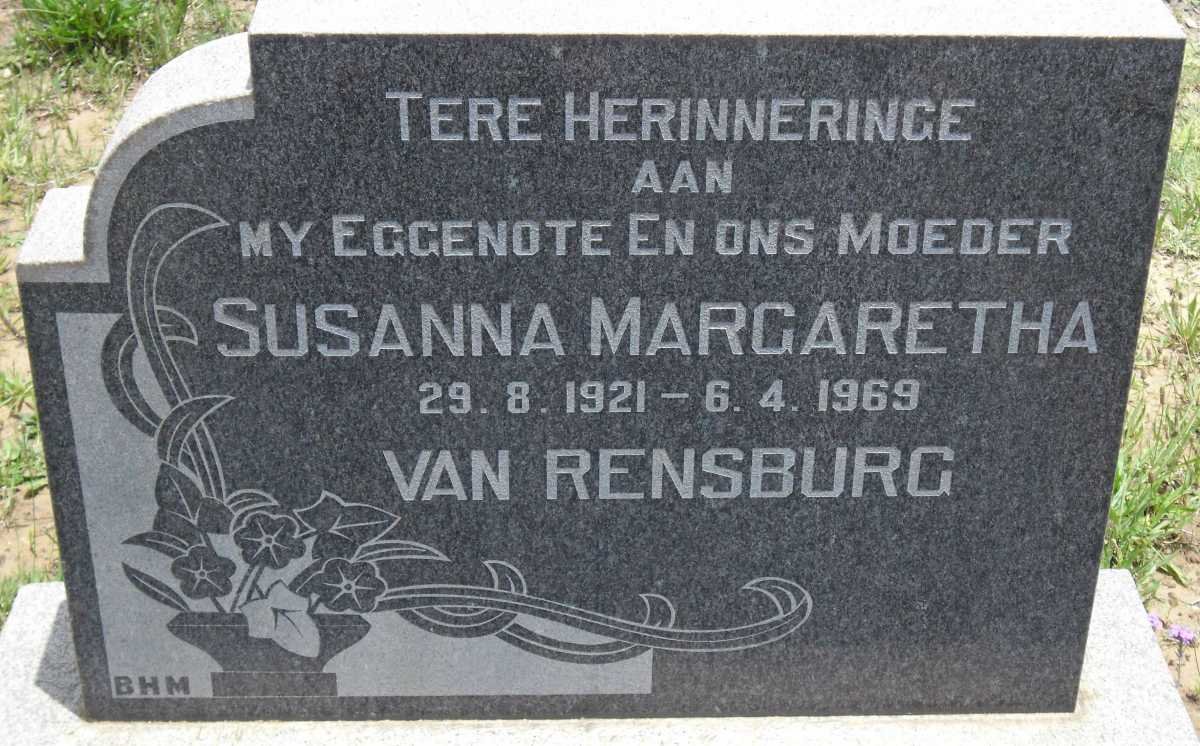 TERE HERINNERINGE
AAN
MY EGGENOTE EN ONS MOEDER
SUSANNA MARGARETHA
29.8.1921 – 6.4.1969
VAN RENSBURG
BHM